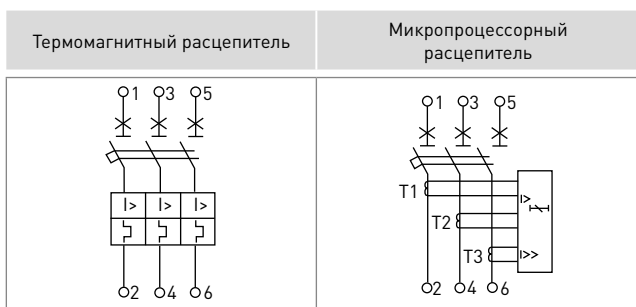 Термомагнитный расцепитель
Микропроцессорный
расцепитель
1 3 5
I> I> I>
2 4 6
1 3 5
T1
I>
T2
T3
I>>
2 4 6